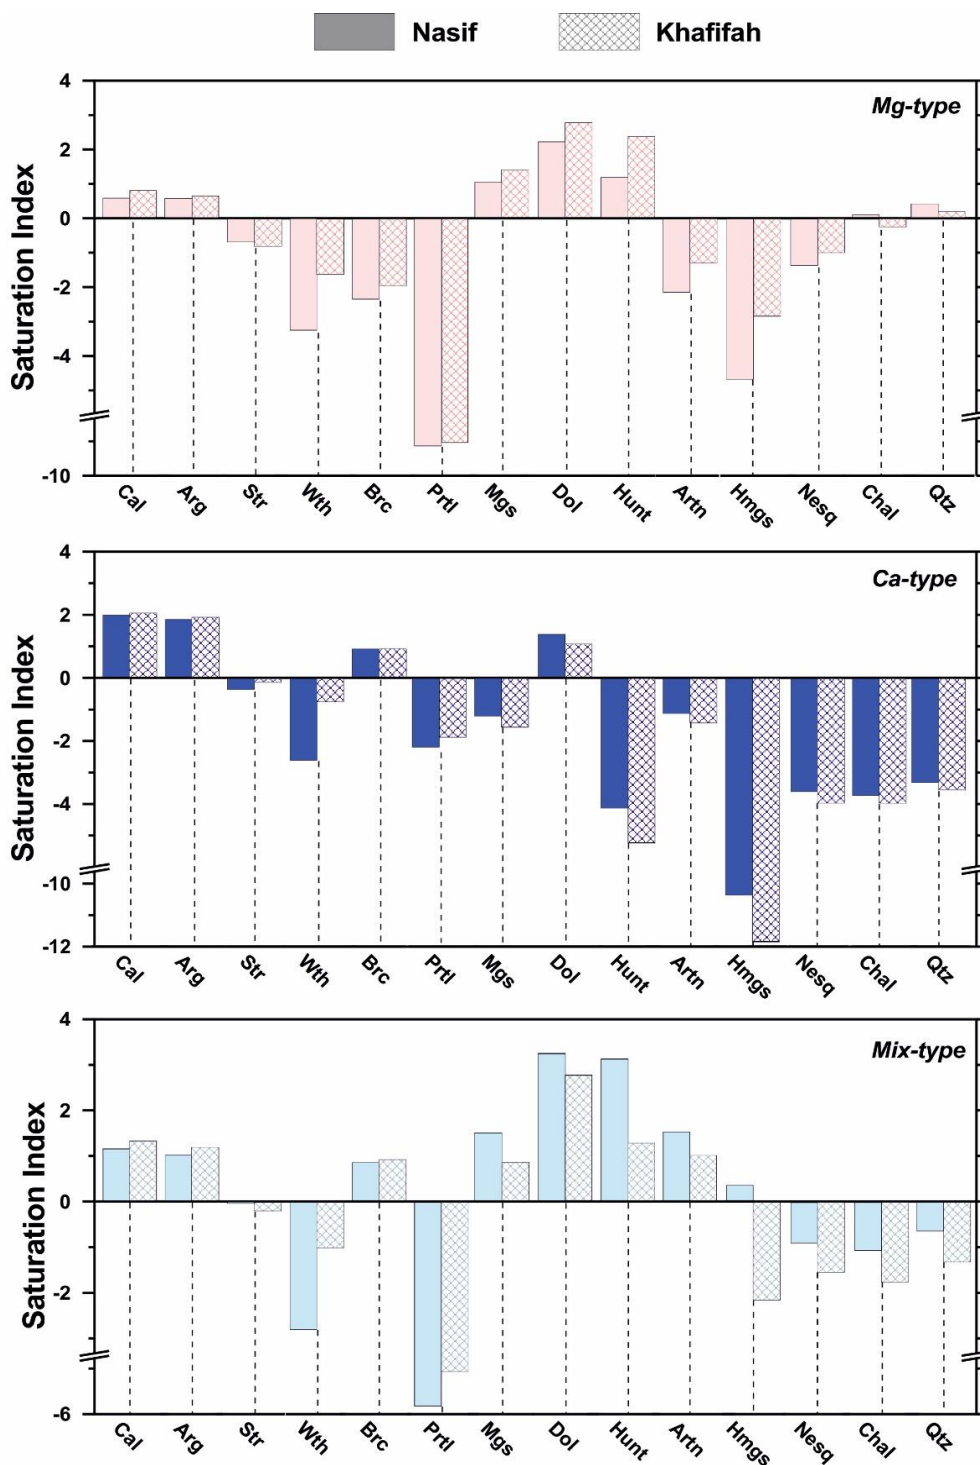 Nasif Khafifah
Mg-type
Saturation Index
4
2
0
-2
-4
-10
Cal Arg Str Wth Brc Prtl Mgs Dol Hunt Artn Hmgs Nesq Chal Qtz
Ca-type
Saturation Index
4
2
0
-2
-4
-10
-12
Cal Arg Str Wth Brc Prtl Mgs Dol Hunt Artn Hmgs Nesq Chal Qtz
Mix-type
Saturation Index
4
2
0
-2
-6
Cal Arg Str Wth Brc Prtl Mgs Dol Hunt Artn Hmgs Nesq Chal Qtz